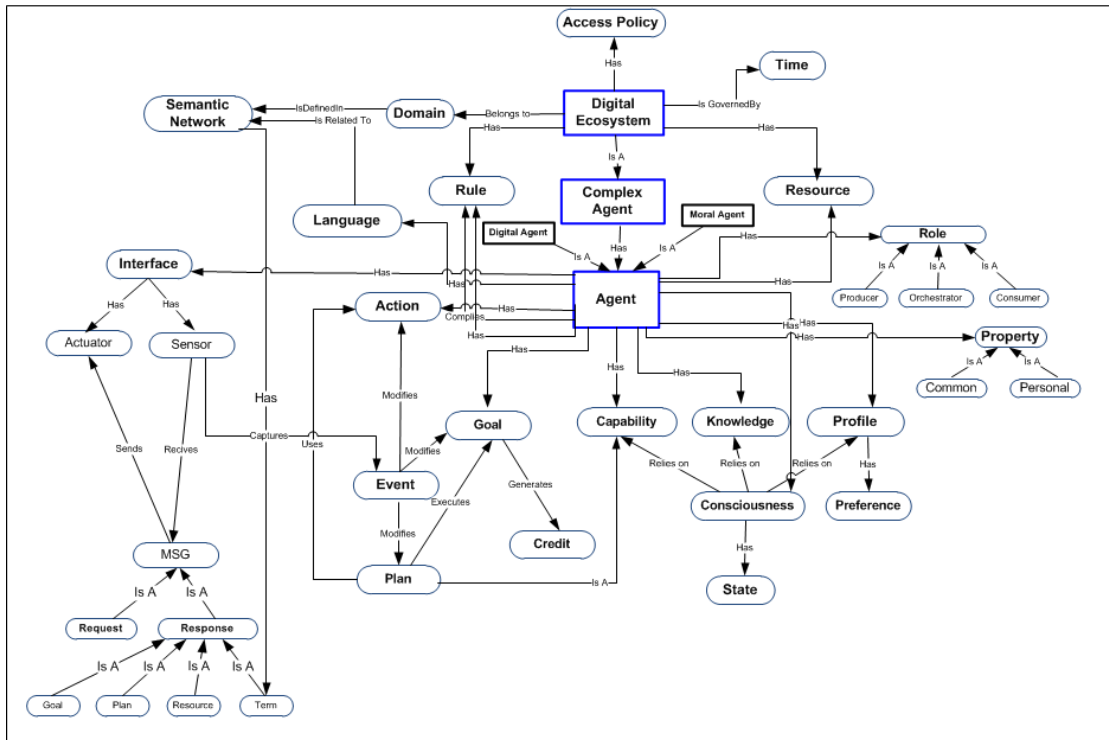 Access Policy
Has
Time
Is GovernedBy
Semantic
Network
IsDefinedIn
Is Related To
Domain
Belongs to
Digital
Ecosystem
Has
Has
Is A
Rule
Complex
Agent
Resource
Language
Digital Agent
Moral Agent
Has
Is A
Is A
Has
Role
Interface
Has
Has
Agent
Is A
Is A
Is A
Producer
Orchestrator
Consumer
Has
Has
Action
Has
Complies
Has
Has
Has
Has
Property
Actuator
Sensor
Has
Is A
Is A
Common
Personal
Has
Has
Has
Modifies
Goal
Capability
Knowledge
Profile
Sends
Recives
Captures
Uses
Modifies
Relies on
Relies on
Relies on
Has
Event
Executes
Generates
Consciousness
Preference
Modifies
Credit
Has
MSG
Plan
Is A
State
Is A
Is A
Request
Response
Is A
Is A
Is A
Is A
Goal
Plan
Resource
Term